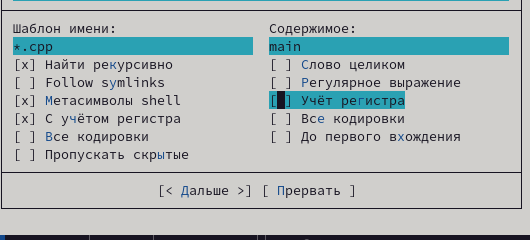 Шаблон имени: Содержимое:
*.cpp main
[x] Найти рекурсивно [ ] Слово целиком
[ ] Follow symlinks [ ] Регулярное выражение
[x] Метасимволы shell [ ] Учёт регистра
[x] С учётом регистра [ ] Все кодировки
[ ] Все кодировки [ ] До первого вхождения
[ ] Пропускать скрытые
[< Дальше >] [ Прервать ]